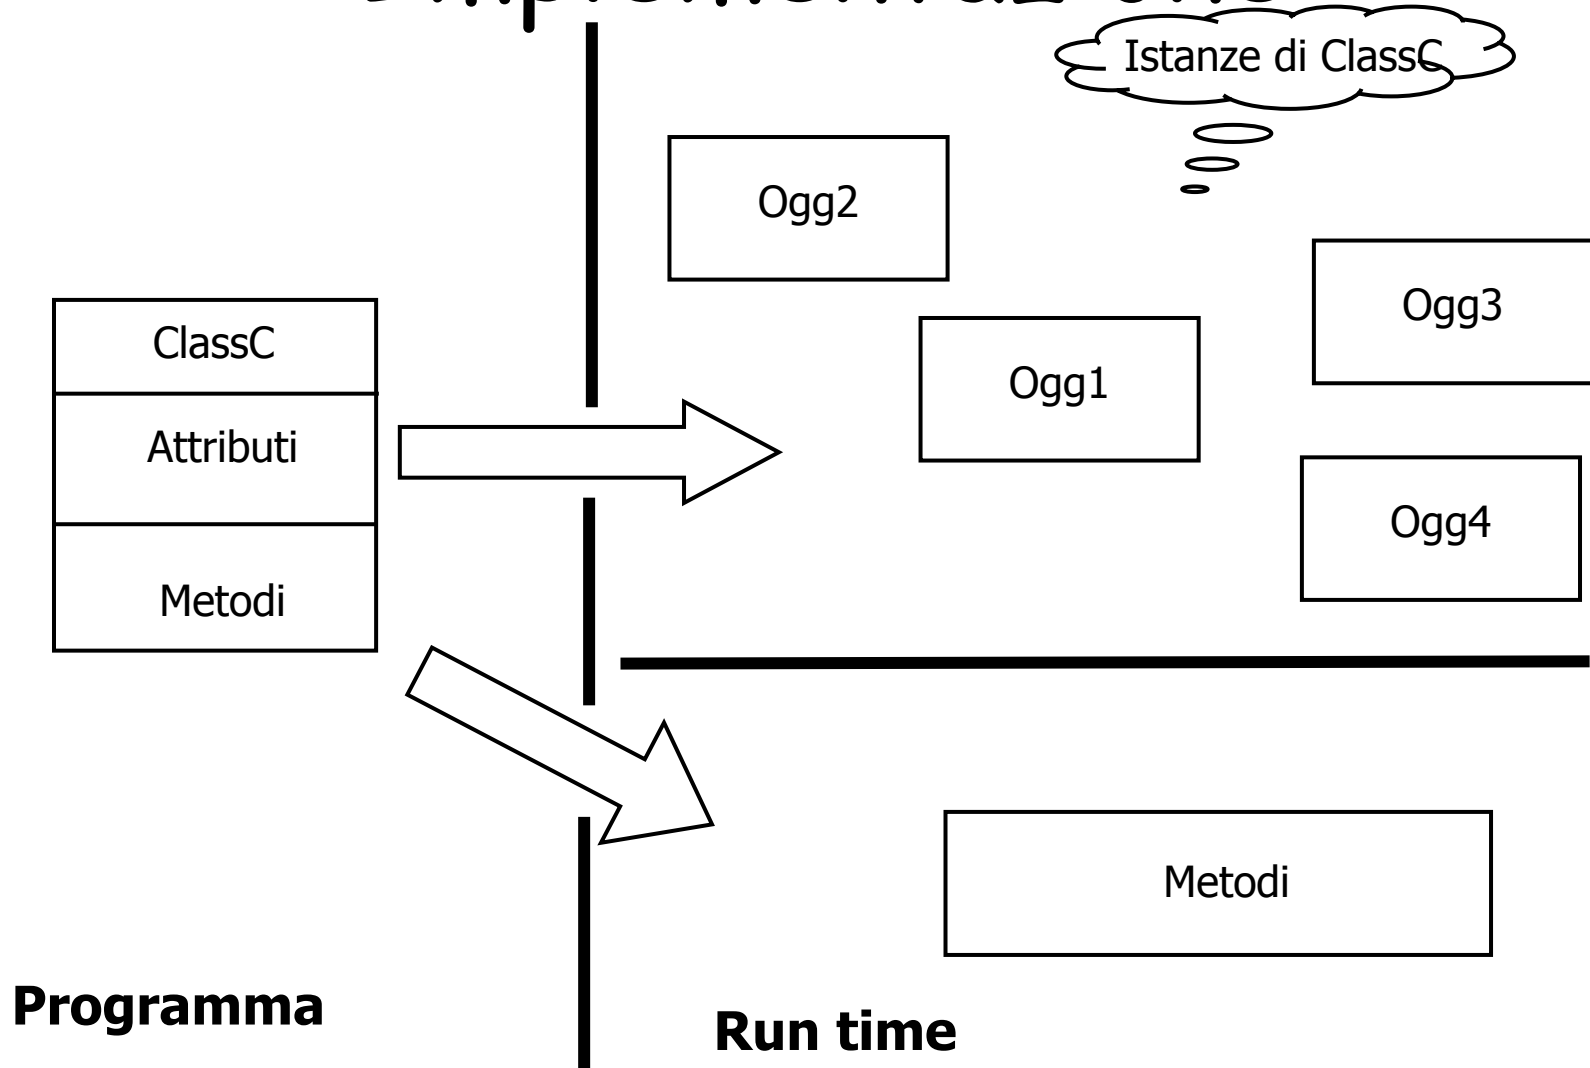 Istanze di ClassC
Ogg2
Ogg3
ClassC
Ogg1
Attributi
Ogg4
Metodi
Metodi
Programma
Run time